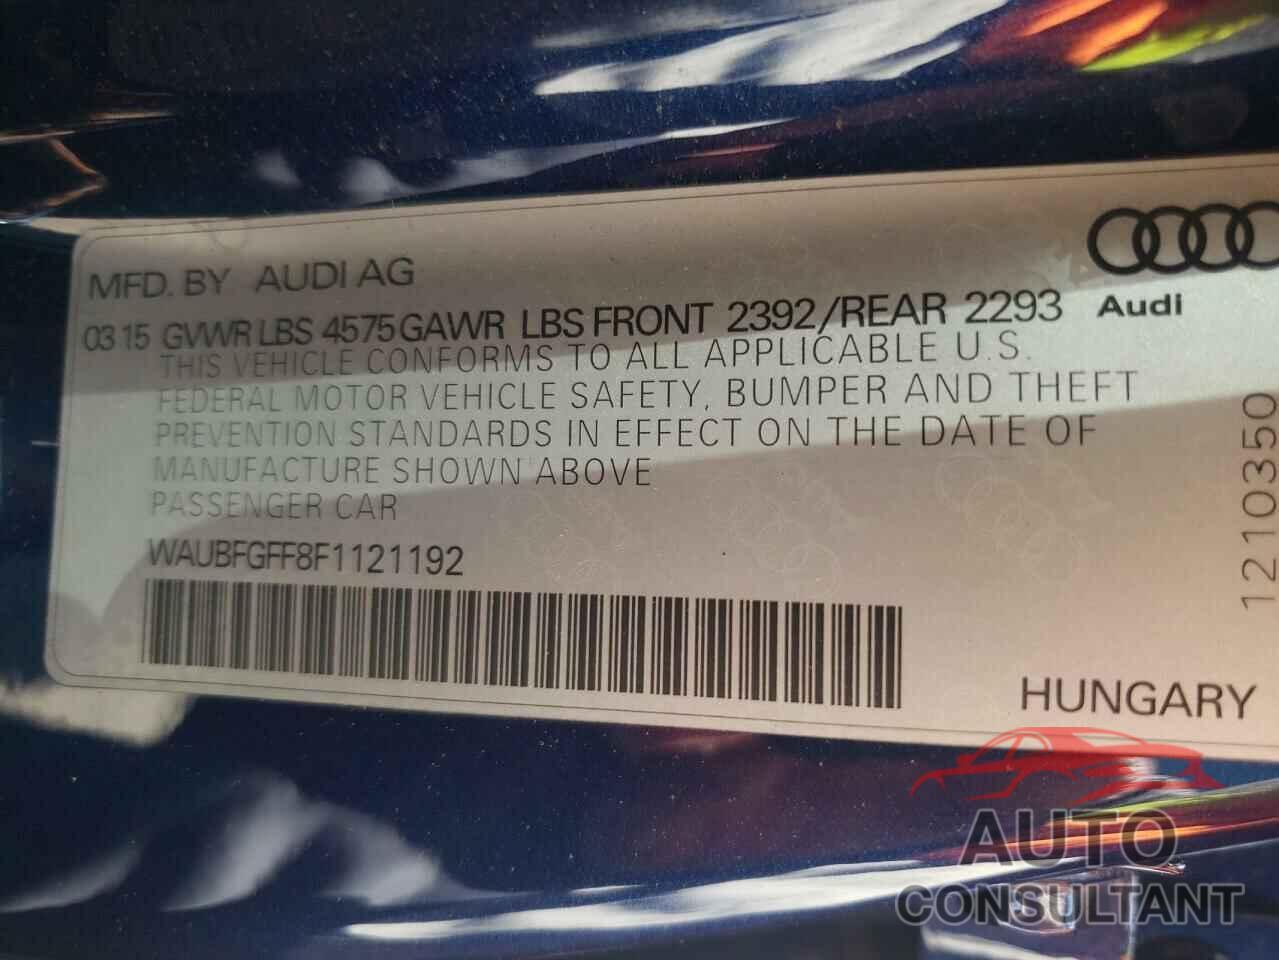 MFD. BY AUDI AG
03 15 GVWR LBS 4575 GAWR LBS FRONT 2392/REAR 2293
Audi
THIS VEHICLE CONFORMS TO ALL APPLICABLE U.S.
FEDERAL MOTOR VEHICLE SAFETY, BUMPER AND THEFT
PREVENTION STANDARDS IN EFFECT ON THE DATE OF
MANUFACTURE SHOWN ABOVE
PASSENGER CAR
WAUBFGFF8F1121192
1210350
HUNGARY
AUTO
CONSULTANT